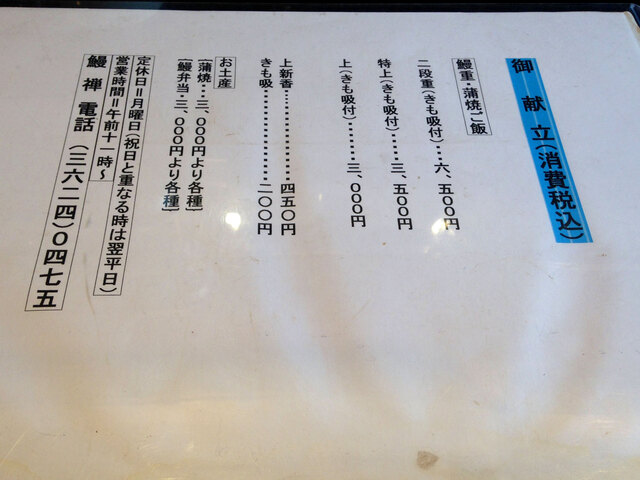 御献立(消費税込)
鰻重・蒲焼ご飯
二段重(きも吸付)・・・六、五〇〇円
特上(きも吸付)・・・・・三、五〇〇円
上(きも吸付)・・・・・・・三、〇〇〇円
上新香・・・・・・・・・・・・・・四五〇円
きも吸・・・・・・・・・・・・・・二〇〇円
お土産
[蒲焼・・・三、〇〇〇円より各種]
[鰻弁当・三、〇〇〇円より各種]
定休日=月曜日(祝日と重なる時は翌平日)
営業時間=午前十一時~
鰻禅 電話 (三六二四)〇四七五